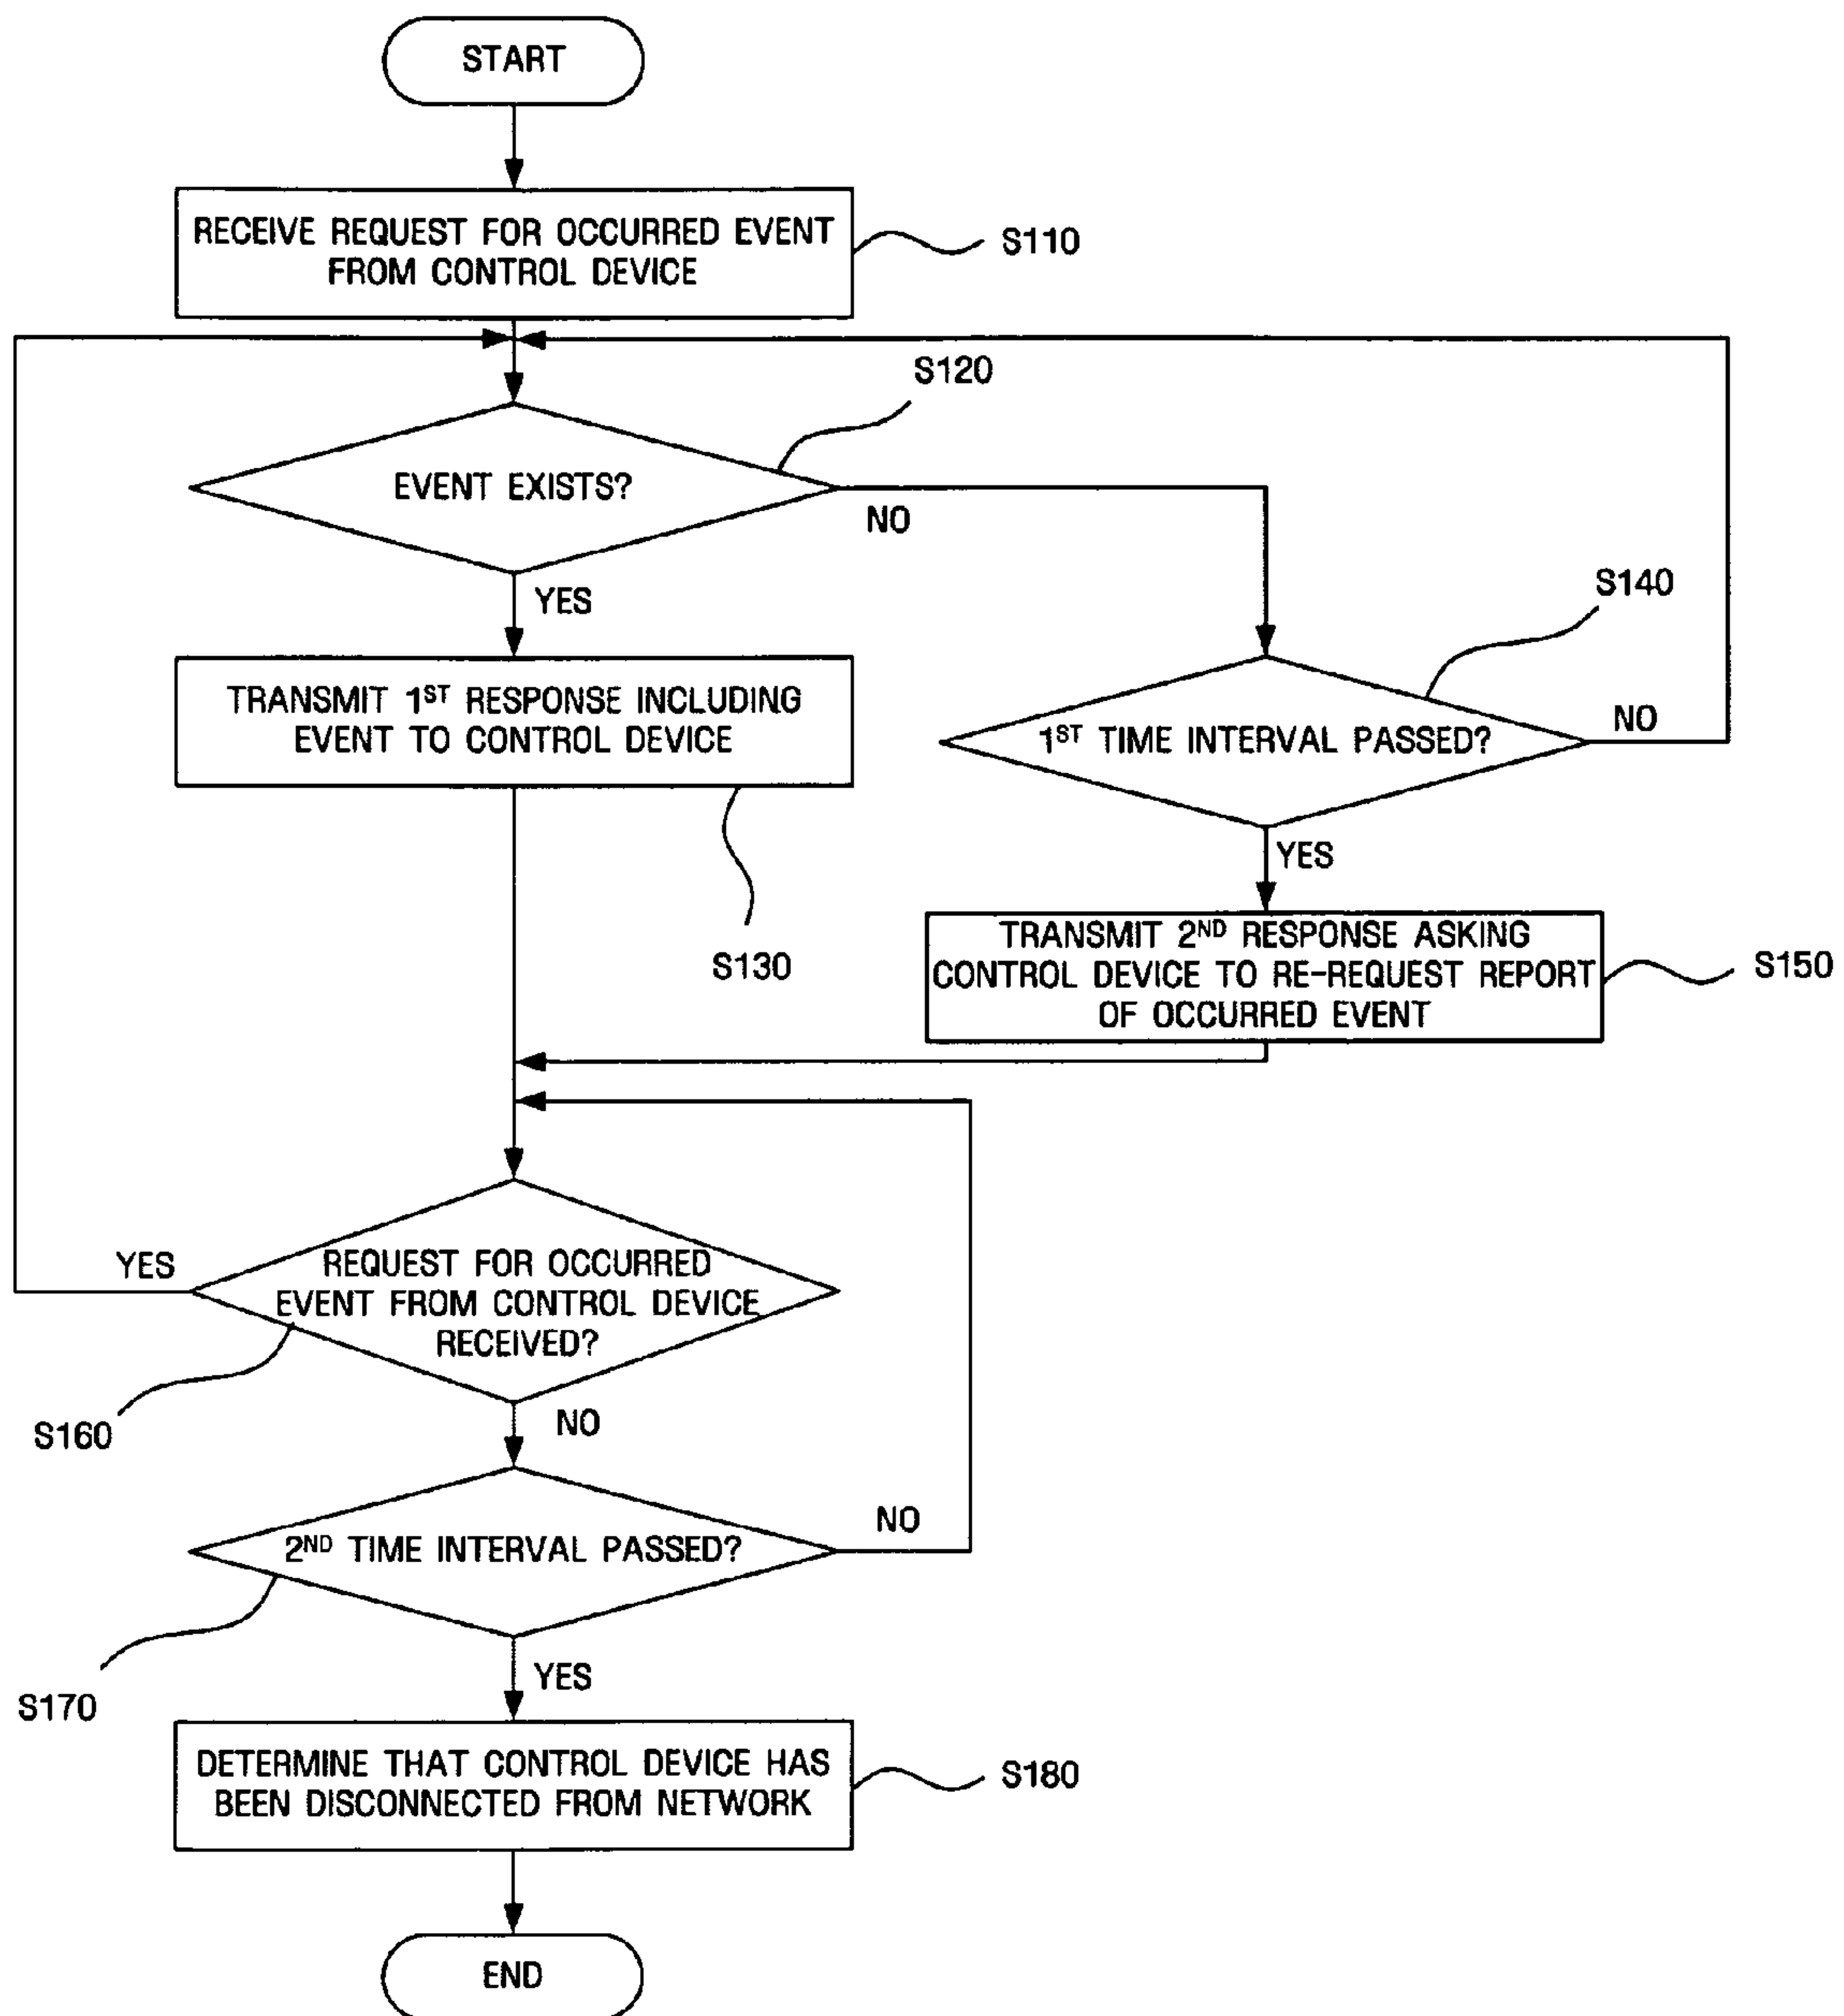 START
RECEIVE REQUEST FOR OCCURRED EVENT
FROM CONTROL DEVICE
S110
S120
EVENT EXISTS?
NO
YES
S140
TRANSMIT 1ST RESPONSE INCLUDING
EVENT TO CONTROL DEVICE
S130
1ST TIME INTERVAL PASSED?
NO
YES
TRANSMIT 2ND RESPONSE ASKING
CONTROL DEVICE TO RE-REQUEST REPORT
OF OCCURRED EVENT
S150
REQUEST FOR OCCURRED
EVENT FROM CONTROL DEVICE
RECEIVED?
YES
S160
NO
2ND TIME INTERVAL PASSED?
NO
S170
YES
DETERMINE THAT CONTROL DEVICE HAS
BEEN DISCONNECTED FROM NETWORK
S180
END